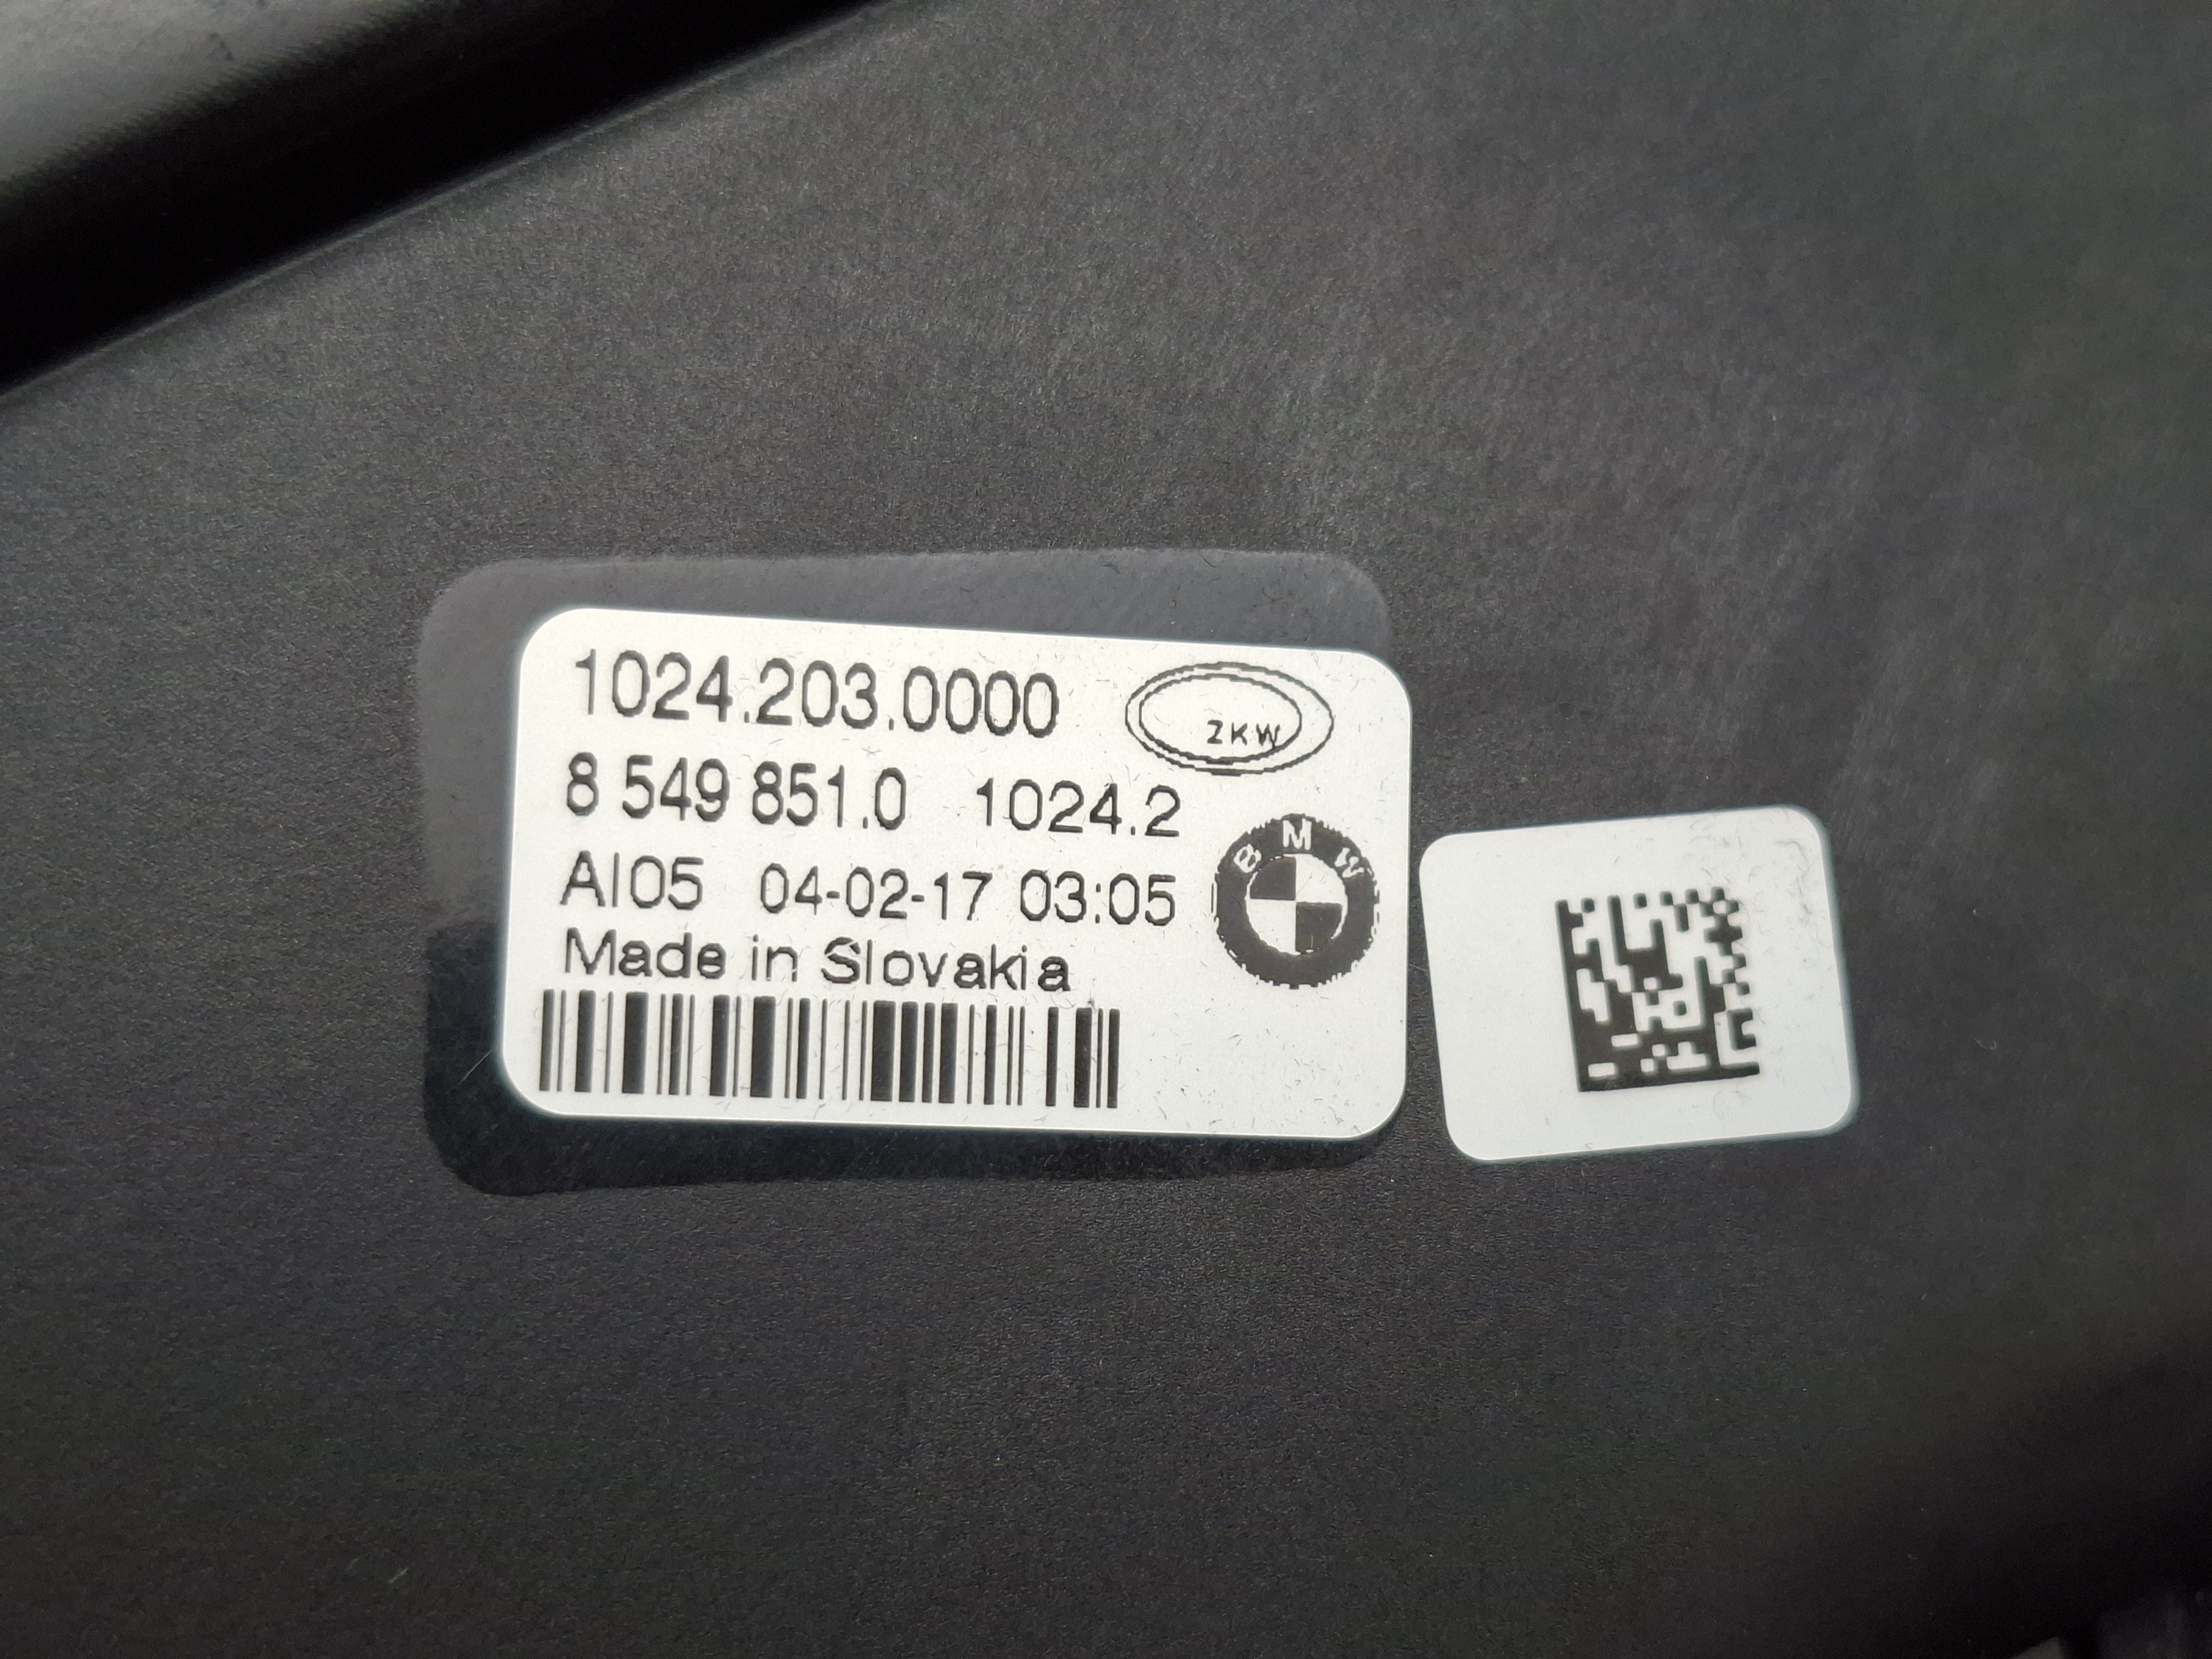 1024.203.0000
ZKW
8 549 851.0 1024.2
BMW
AI05 04-02-17 03:05
Made in Slovakia